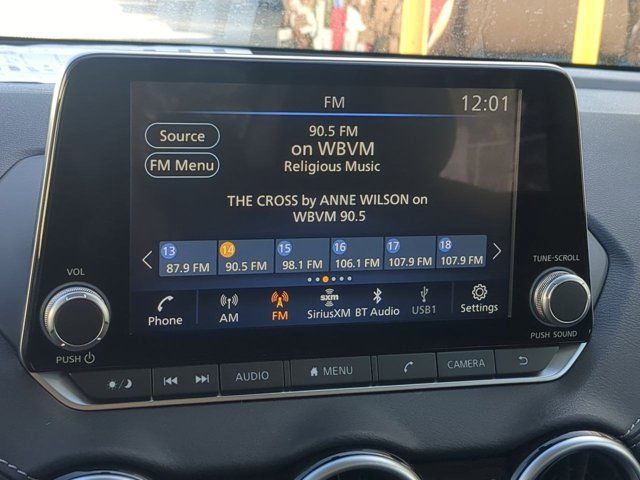 FM
12:01
Source
FM Menu
90.5 FM
on WBVM
Religious Music
THE CROSS by ANNE WILSON on
WBVM 90.5
13 14 15 16 17 18
87.9 FM 90.5 FM 98.1 FM 106.1 FM 107.9 FM 107.9 FM
Phone AM FM sxm SiriusXM BT Audio USB1 Settings
VOL
PUSH
TUNE·SCROLL
PUSH SOUND
AUDIO MENU CAMERA